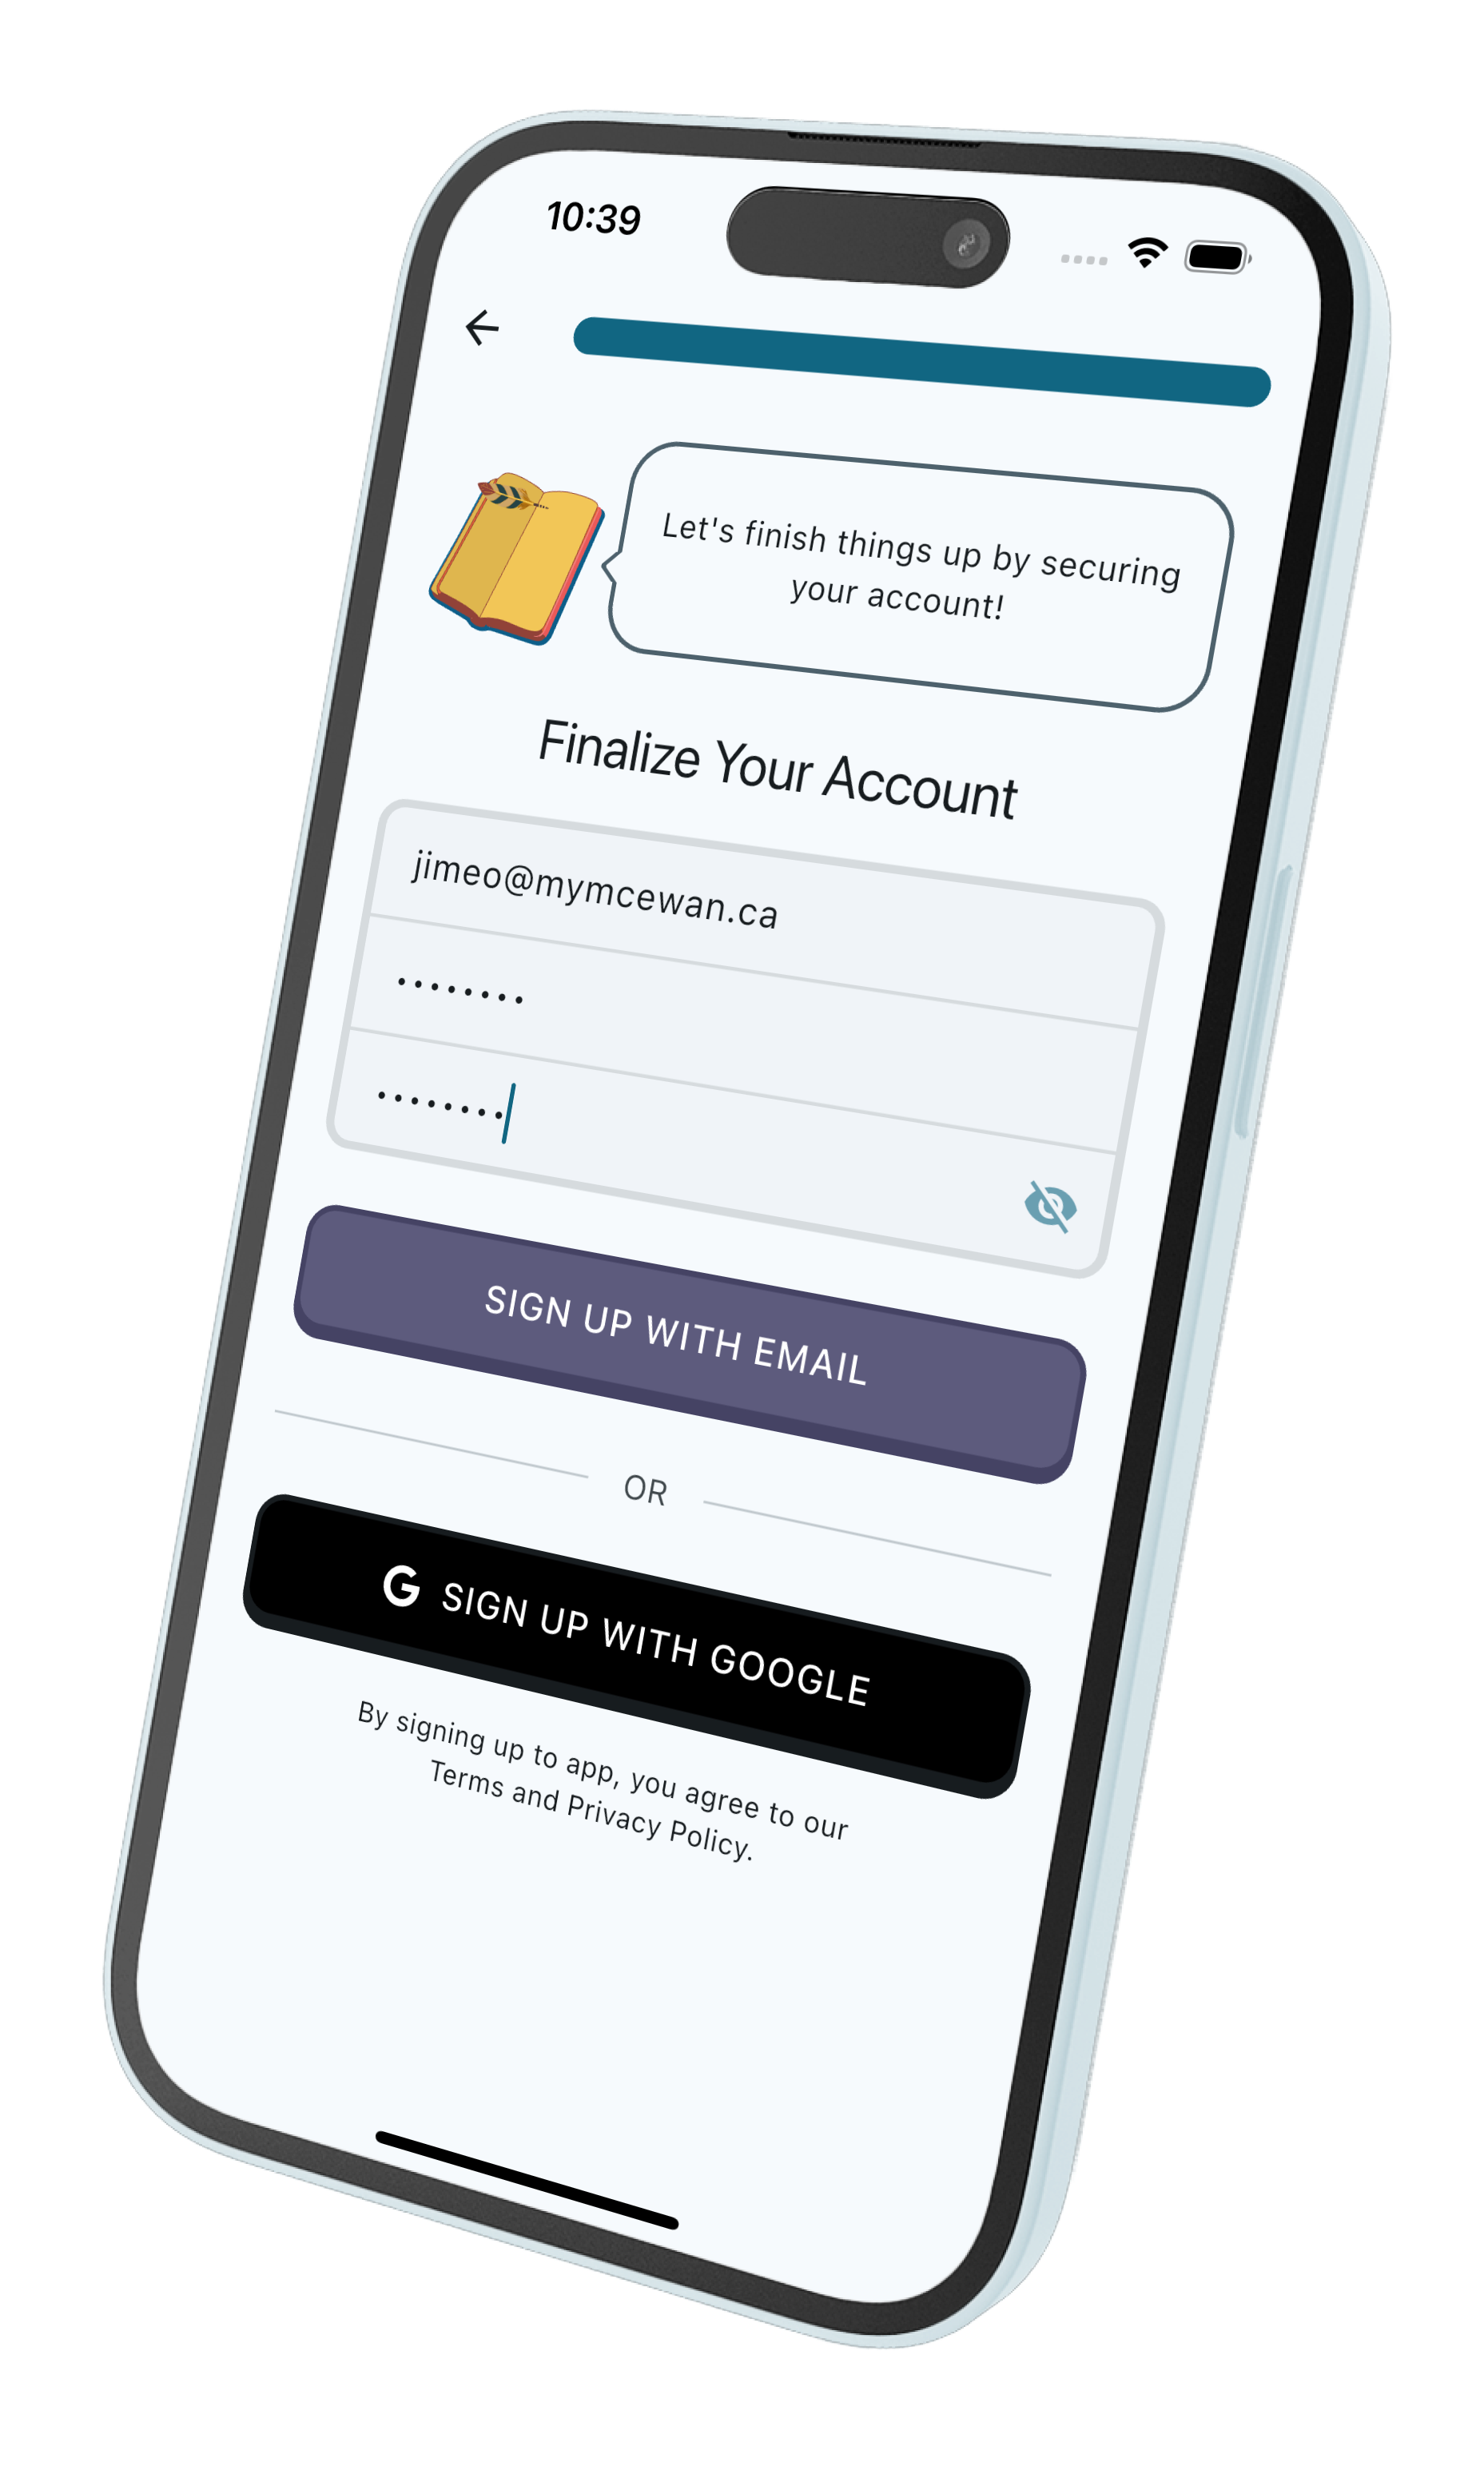 10:39
Let's finish things up by securing
your account!
Finalize Your Account
jimeo@mymcewan.ca
••••••••
••••••••
SIGN UP WITH EMAIL
OR
G SIGN UP WITH GOOGLE
By signing up to app, you agree to our
Terms and Privacy Policy.